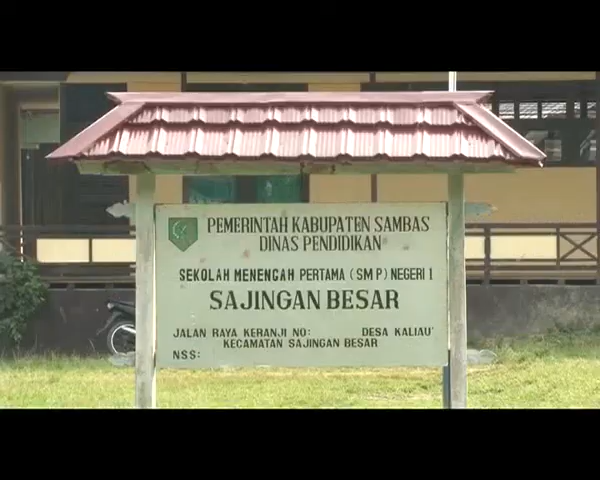 PEMERINTAH KABUPATEN SAMBAS
DINAS PENDIDIKAN
SEKOLAH MENENGAH PERTAMA (SMP) NEGERI 1
SAJINGAN BESAR
JALAN RAYA KERANJI NO: DESA KALIAU'
KECAMATAN SAJINGAN BESAR
NSS: